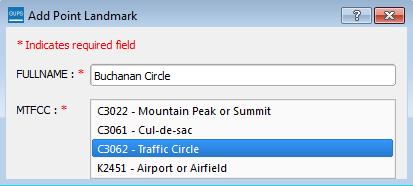 GUPS Add Point Landmark ?
* Indicates required field
FULLNAME : * Buchanan Circle
MTFCC : *
C3022 - Mountain Peak or Summit
C3061 - Cul-de-sac
C3062 - Traffic Circle
K2451 - Airport or Airfield